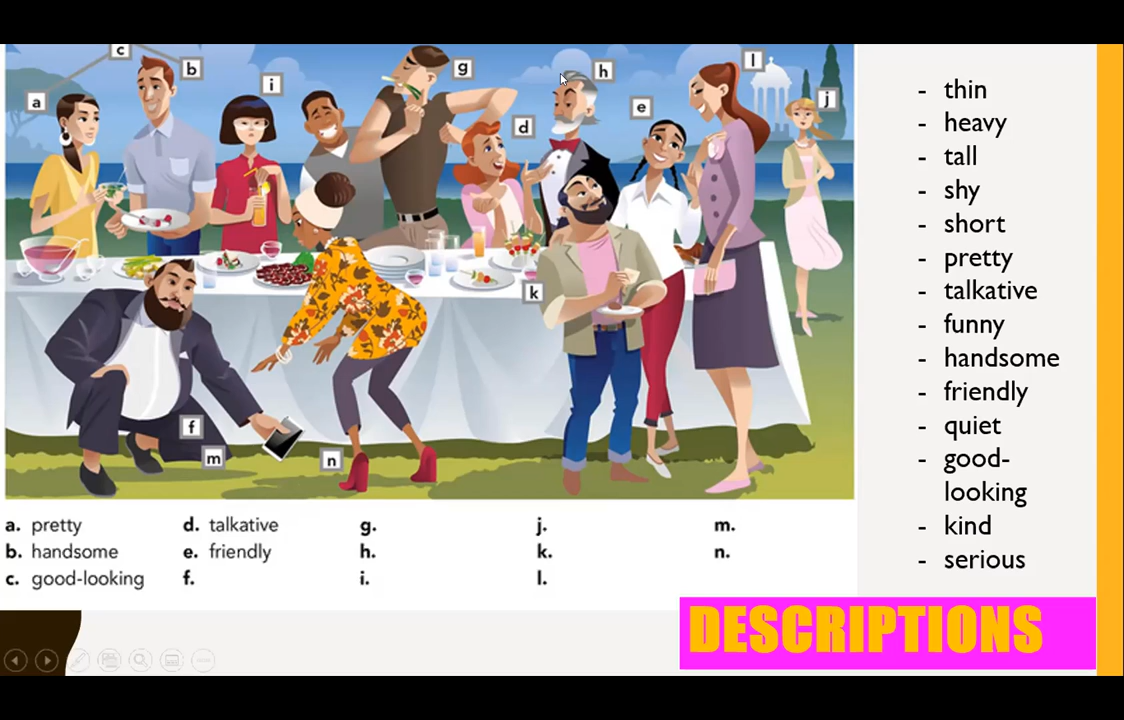 c
g
l
b
h
i
a
j
e
d
k
f
m
n
- thin
- heavy
- tall
- shy
- short
- pretty
- talkative
- funny
- handsome
- friendly
- quiet
- good-
looking
- kind
- serious
a. pretty
b. handsome
c. good-looking
d. talkative
e. friendly
f.
g.
h.
i.
j.
k.
l.
m.
n.
DESCRIPTIONS